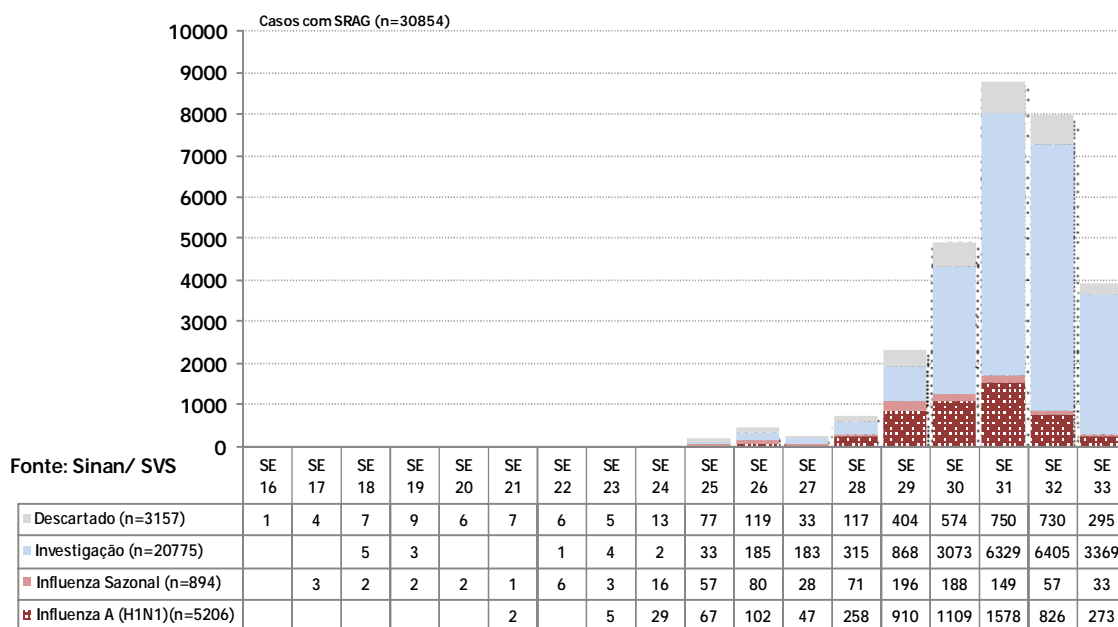 Casos com SRAG (n=30854)
10000
9000
8000
7000
6000
5000
4000
3000
2000
1000
0
Fonte: Sinan/ SVS
SE 16 SE 17 SE 18 SE 19 SE 20 SE 21 SE 22 SE 23 SE 24 SE 25 SE 26 SE 27 SE 28 SE 29 SE 30 SE 31 SE 32 SE 33
Descartado (n=3157) 1 4 7 9 6 7 6 5 13 77 119 33 117 404 574 750 730 295
Investigação (n=20775) 5 3 1 4 2 33 185 183 315 868 3073 6329 6405 3369
Influenza Sazonal (n=894) 3 2 2 2 1 6 3 16 57 80 28 71 196 188 149 57 33
Influenza A (H1N1)(n=5206) 2 5 29 67 102 47 258 910 1109 1578 826 273